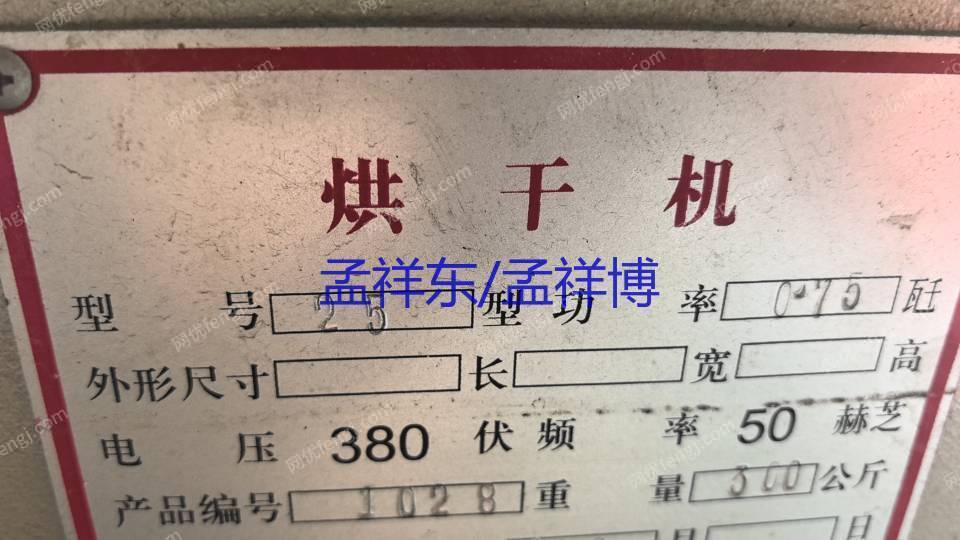 烘干机
孟祥东/孟祥博
型号 25 型 功率 0.75 瓩
外形尺寸 长 宽 高
电压 380 伏 频率 50 赫芝
产品编号 1028 重量 300 公斤
月 日